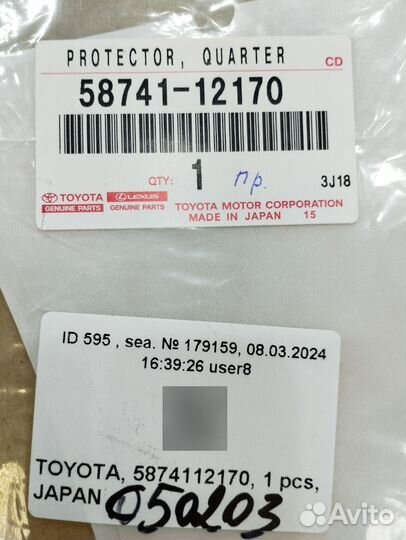 PROTECTOR, QUARTER
CD
58741-12170
QTY: 1 пр. 3J18
TOYOTA LEXUS TOYOTA MOTOR CORPORATION
GENUINE PARTS GENUINE PARTS MADE IN JAPAN 15
ID 595 , sea. № 179159, 08.03.2024
16:39:26 user8
TOYOTA, 5874112170, 1 pcs,
JAPAN 050203
Avito